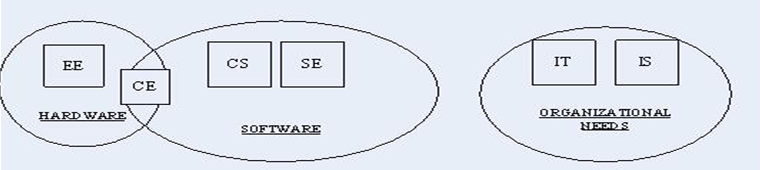 EE
CE
HARDWARE
CS
SE
SOFTWARE
IT
IS
ORGANIZATIONAL
NEEDS